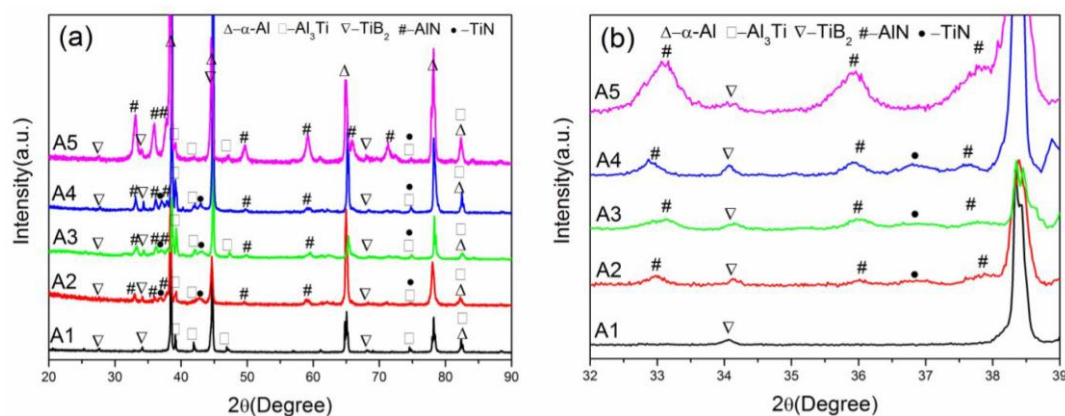 (a)
Δ–α-Al □–Al₃Ti ▽–TiB₂ #–AlN ●–TiN
A5
A4
A3
A2
A1
Intensity(a.u.)
20 30 40 50 60 70 80 90
2θ(Degree)
(b)
Δ–α-Al □–Al₃Ti ▽–TiB₂ #–AlN ●–TiN
A5
A4
A3
A2
A1
Intensity(a.u.)
32 33 34 35 36 37 38 39
2θ(Degree)